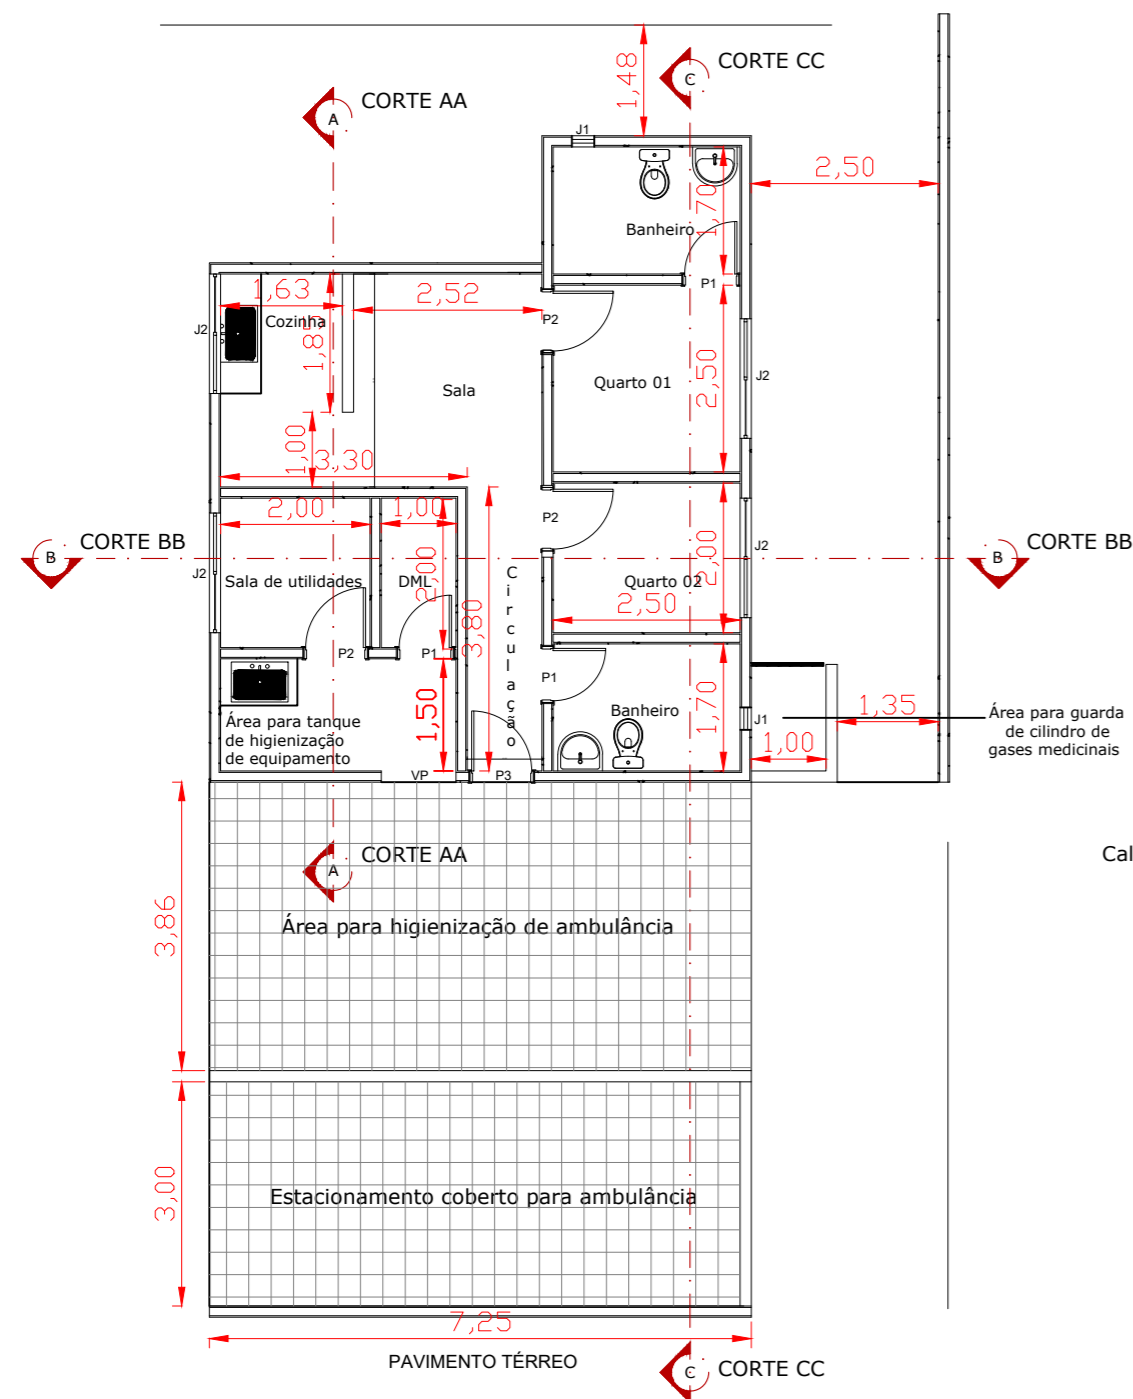 CORTE CC
C
1,48
CORTE AA
A
J1
2,50
1,70
Banheiro
P1
1,63
2,52
Cozinha
J2
1,85
P2
Sala
Quarto 01
2,50
J2
1,00
3,30
2,00
1,00
P2
CORTE BB
B
J2
Sala de utilidades
DML
2,00
Circulação
3,80
Quarto 02
2,50
2,00
J2
CORTE BB
B
P2
P1
P1
1,50
Área para tanque
de higienização
de equipamento
Banheiro
1,70
J1
1,00
1,35
Área para guarda
de cilindro de
gases medicinais
VP
P3
CORTE AA
A
Cal
3,86
Área para higienização de ambulância
3,00
Estacionamento coberto para ambulância
7,25
PAVIMENTO TÉRREO
CORTE CC
C